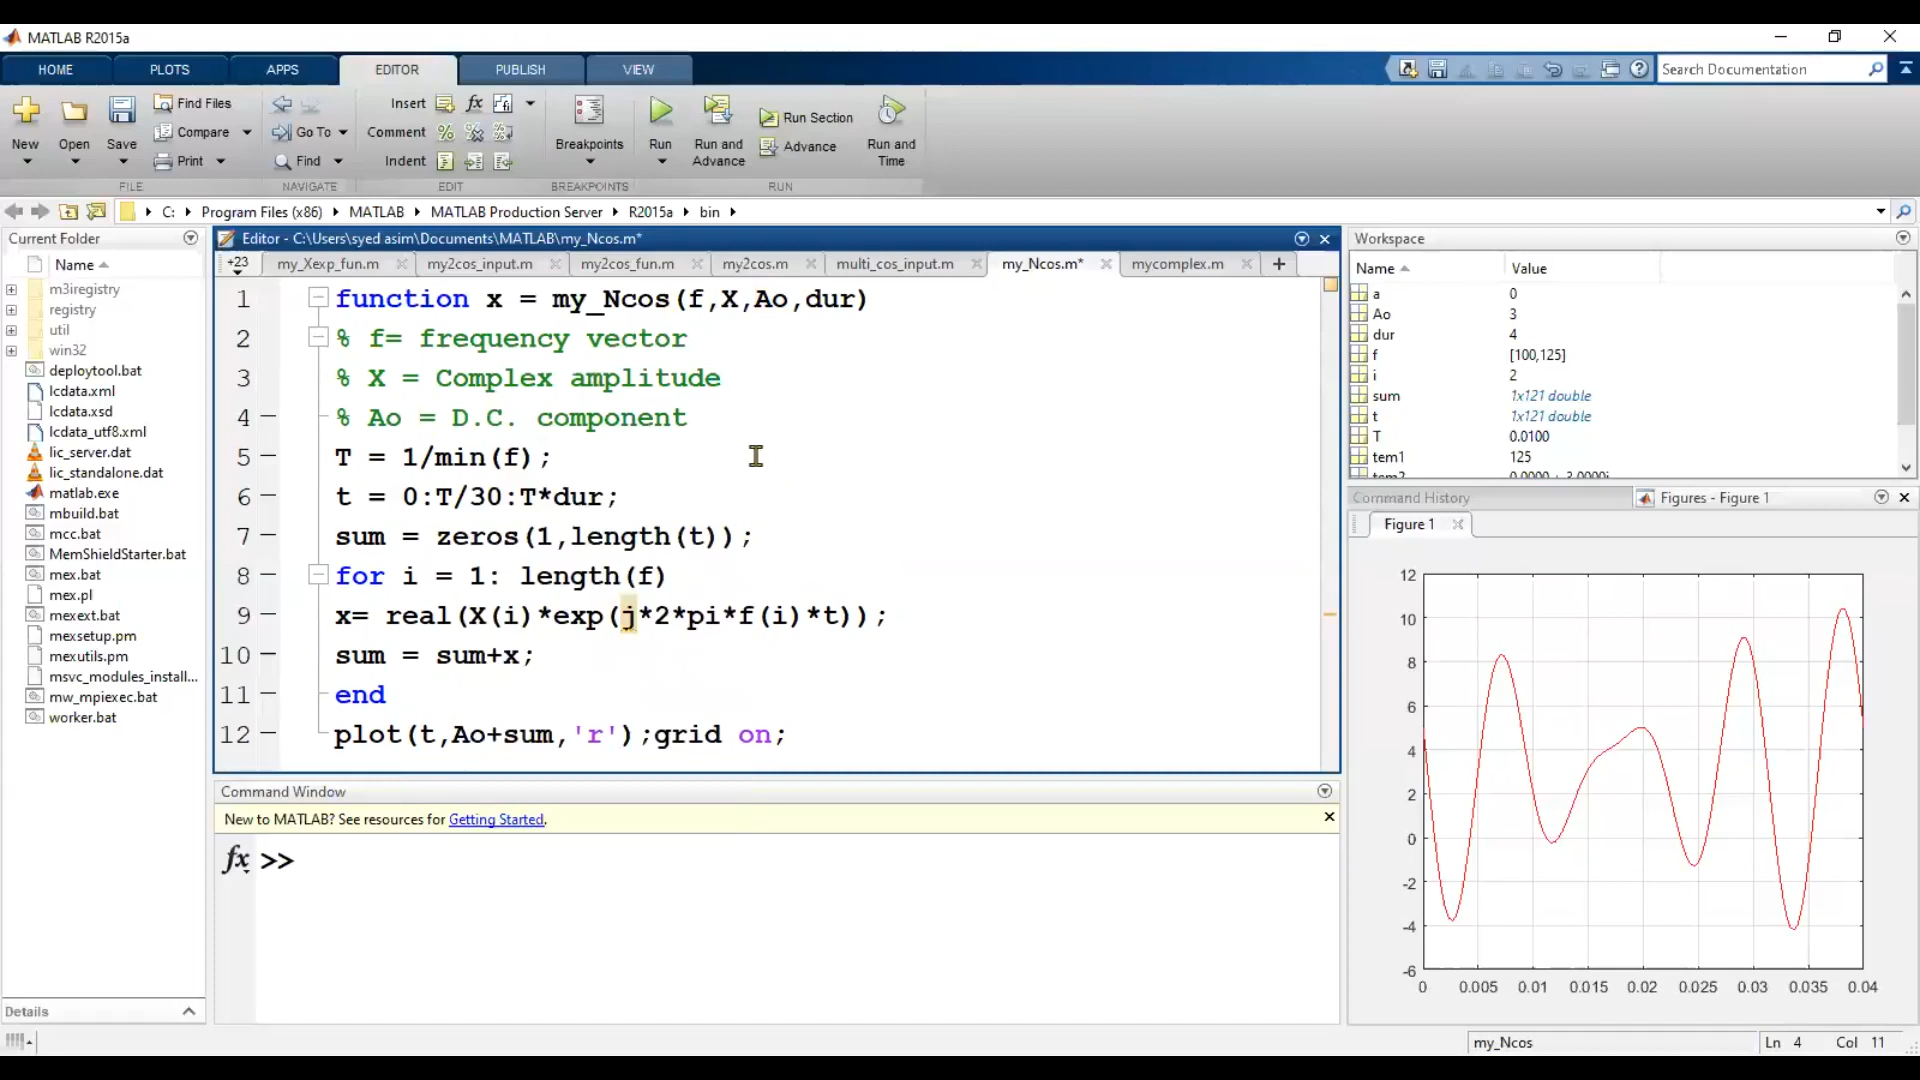 MATLAB R2015a
HOME PLOTS APPS EDITOR PUBLISH VIEW Search Documentation
New Open Save Find Files Compare Print
Go To Find
Insert fx Comment Indent
Breakpoints
Run Run and Advance Run Section Advance Run and Time
FILE NAVIGATE EDIT BREAKPOINTS RUN
C: Program Files (x86) MATLAB MATLAB Production Server R2015a bin
Current Folder
Name
m3iregistry
registry
util
win32
deploytool.bat
lcdata.xml
lcdata.xsd
lcdata_utf8.xml
lic_server.dat
lic_standalone.dat
matlab.exe
mbuild.bat
mcc.bat
MemShieldStarter.bat
mex.bat
mex.pl
mexext.bat
mexsetup.pm
mexutils.pm
msvc_modules_install...
mw_mpiexec.bat
worker.bat
Details
Editor - C:\Users\syed asim\Documents\MATLAB\my_Ncos.m*
+23 my_Xexp_fun.m my2cos_input.m my2cos_fun.m my2cos.m multi_cos_input.m my_Ncos.m* mycomplex.m +
1 function x = my_Ncos(f,X,Ao,dur)
2 % f= frequency vector
3 % X = Complex amplitude
4 % Ao = D.C. component
5 T = 1/min(f);
6 t = 0:T/30:T*dur;
7 sum = zeros(1,length(t));
8 for i = 1: length(f)
9 x= real(X(i)*exp(j*2*pi*f(i)*t));
10 sum = sum+x;
11 end
12 plot(t,Ao+sum,'r');grid on;
Command Window
New to MATLAB? See resources for Getting Started.
fx >>
Workspace
Name Value
a 0
Ao 3
dur 4
f [100,125]
i 2
sum 1x121 double
t 1x121 double
T 0.0100
tem1 125
tem2 0.0000 + 3.0000i
Command History Figures - Figure 1
Figure 1
12
10
8
6
4
2
0
-2
-4
-6
0 0.005 0.01 0.015 0.02 0.025 0.03 0.035 0.04
my_Ncos Ln 4 Col 11